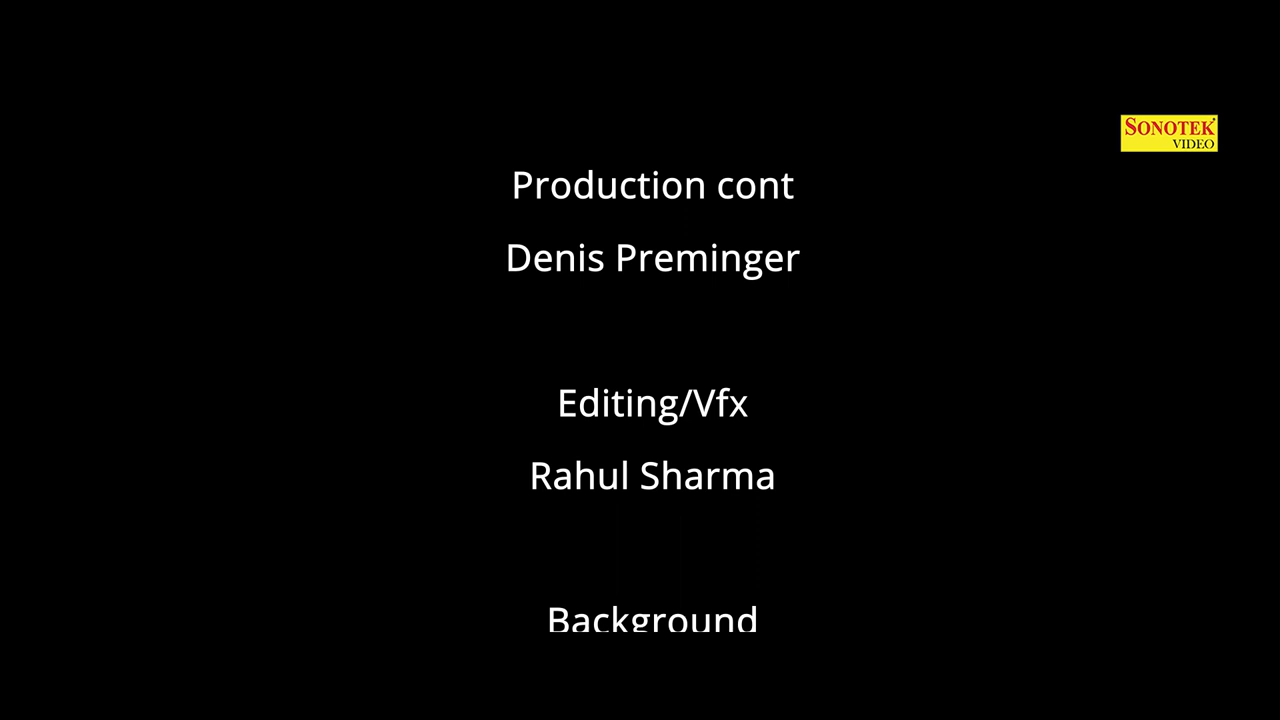 SONOTEK
VIDEO
Production cont
Denis Preminger
Editing/Vfx
Rahul Sharma
Background